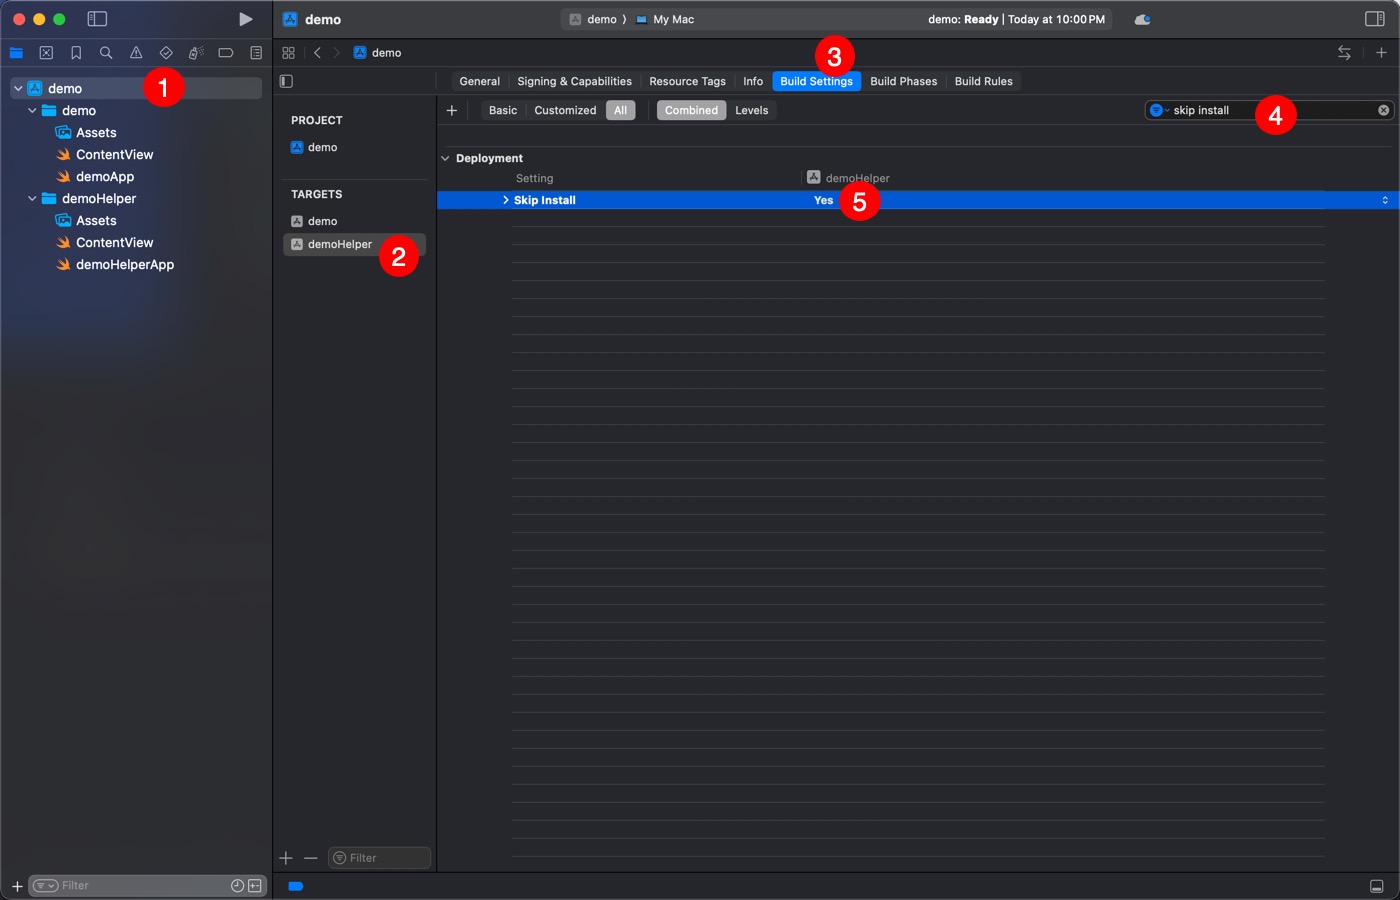 demo
demo 〉 My Mac
demo: Ready | Today at 10:00 PM
demo
demo
1
demo
Assets
ContentView
demoApp
demoHelper
Assets
ContentView
demoHelperApp
Filter
General
Signing & Capabilities
Resource Tags
Info
Build Settings
Build Phases
Build Rules
3
PROJECT
demo
TARGETS
demo
demoHelper
2
Filter
Basic
Customized
All
Combined
Levels
skip install
4
Deployment
Setting
demoHelper
Skip Install
Yes
5